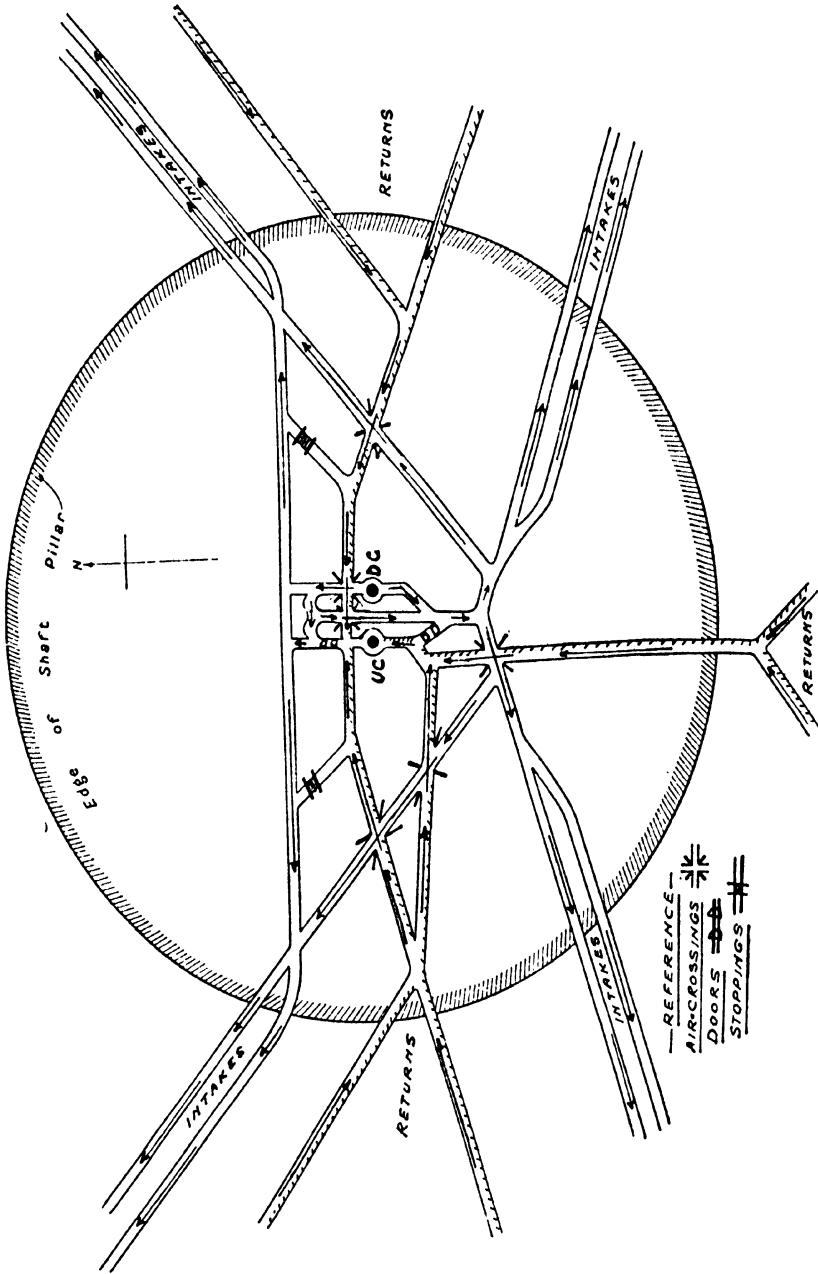 INTAKES
RETURNS
INTAKES
Edge of Shaft Pillar
N
DC
UC
INTAKES
RETURNS
RETURNS
INTAKES
REFERENCE
AIR-CROSSINGS
DOORS
STOPPINGS